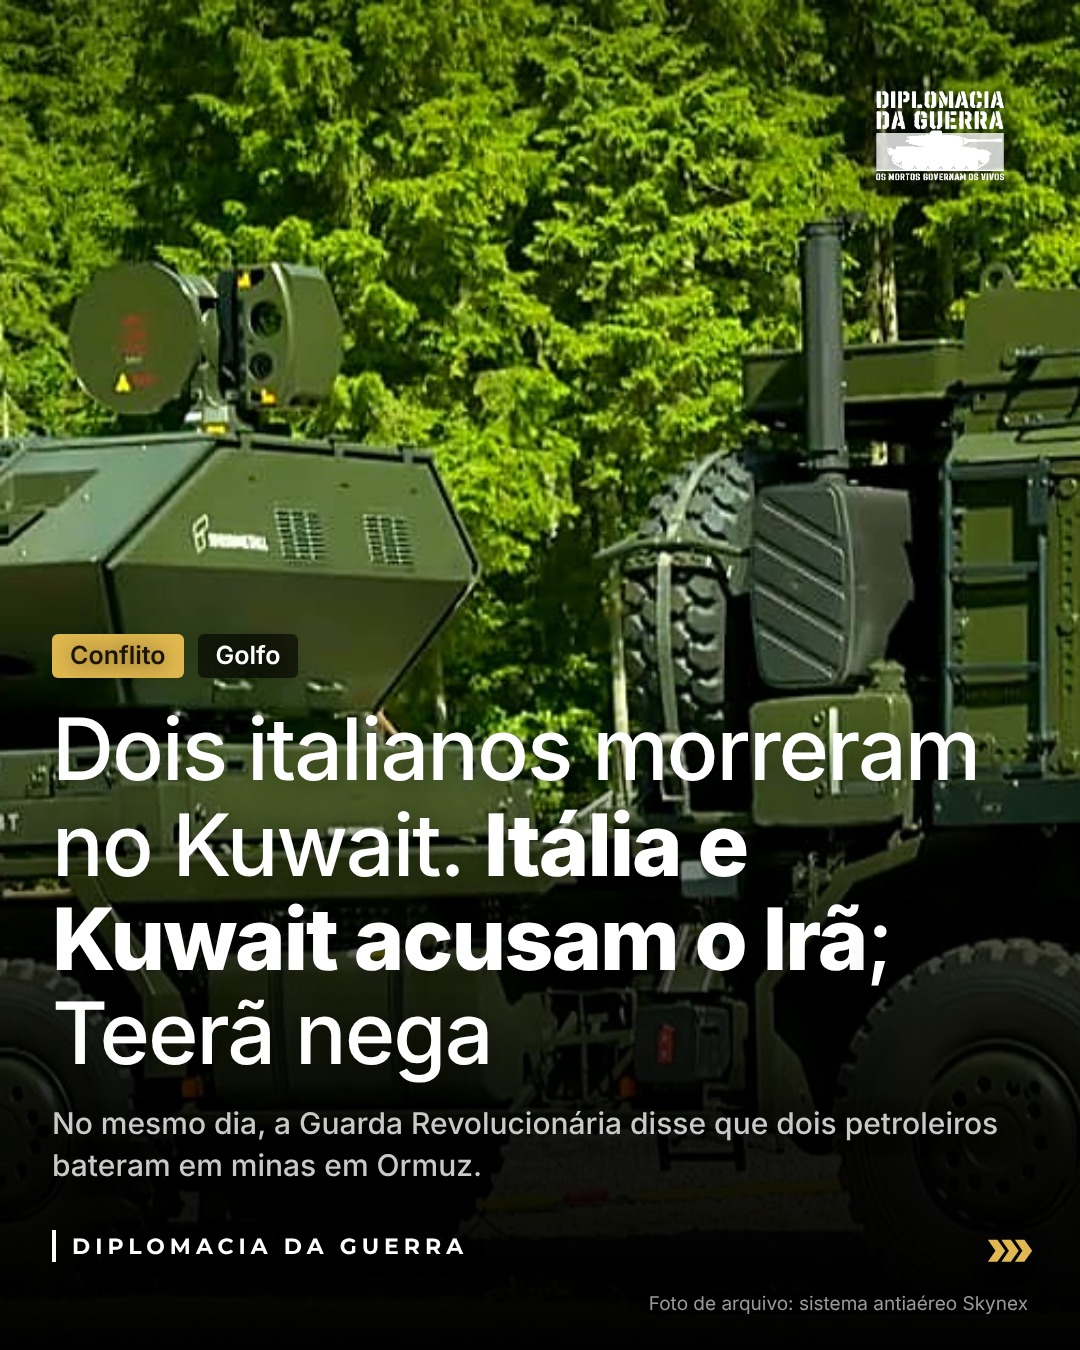 DIPLOMACIA
DA GUERRA
OS MORTOS GOVERNAM OS VIVOS
Conflito
Golfo
Dois italianos morreram
no Kuwait. Itália e
Kuwait acusam o Irã;
Teerã nega
No mesmo dia, a Guarda Revolucionária disse que dois petroleiros
bateram em minas em Ormuz.
DIPLOMACIA DA GUERRA
Foto de arquivo: sistema antiaéreo Skynex